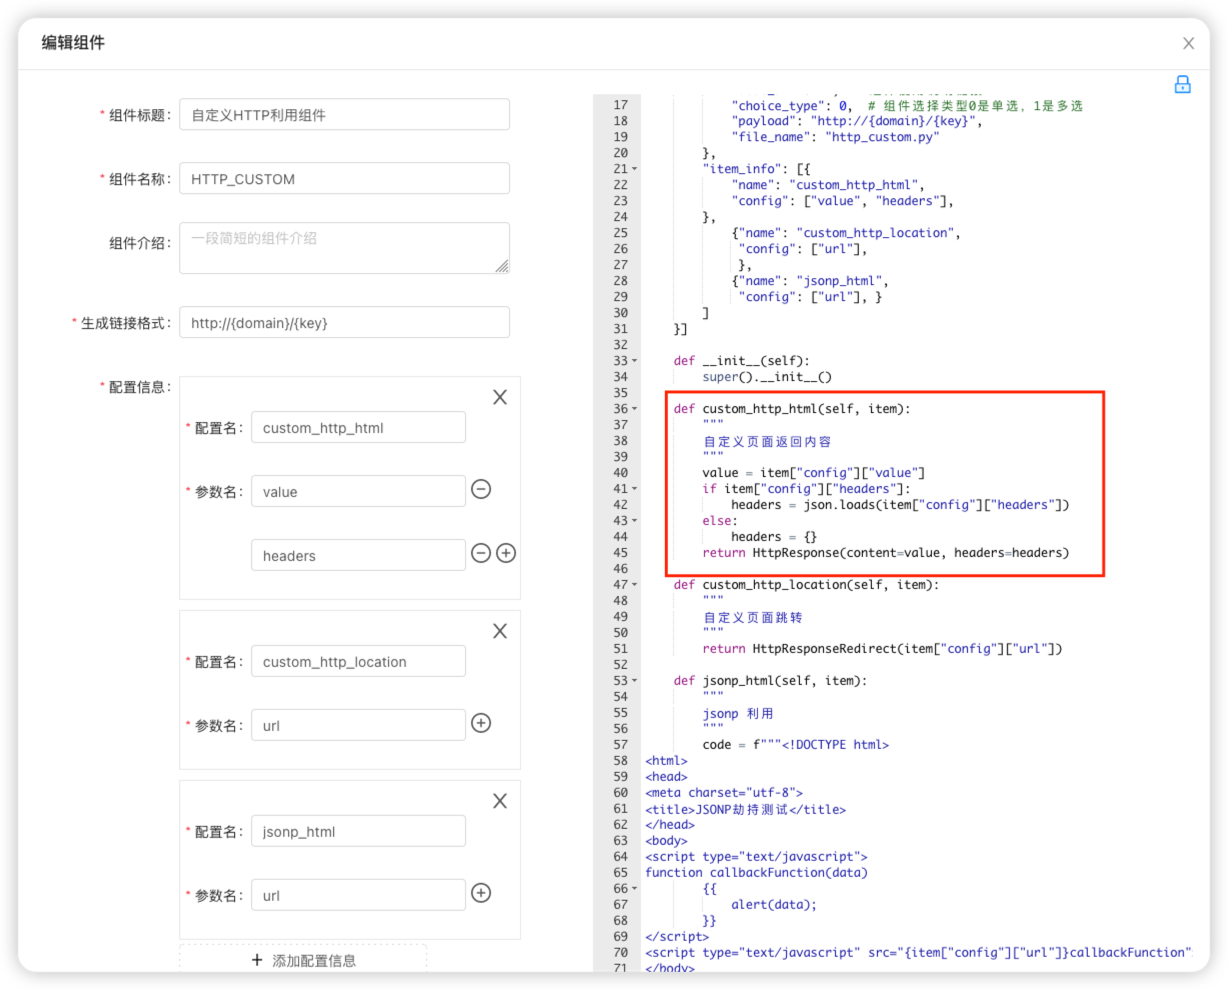 编辑组件
* 组件标题: 自定义HTTP利用组件
* 组件名称: HTTP_CUSTOM
组件介绍: 一段简短的组件介绍
* 生成链接格式: http://{domain}/{key}
* 配置信息:
* 配置名: custom_http_html
* 参数名: value
headers
* 配置名: custom_http_location
* 参数名: url
* 配置名: jsonp_html
* 参数名: url
+ 添加配置信息
17 "choice_type": 0, # 组件选择类型0是单选, 1是多选
18 "payload": "http://{domain}/{key}",
19 "file_name": "http_custom.py"
20 },
21 "item_info": [{
22 "name": "custom_http_html",
23 "config": ["value", "headers"],
24 },
25 {"name": "custom_http_location",
26 "config": ["url"],
27 },
28 {"name": "jsonp_html",
29 "config": ["url"], }
30 ]
31 }]
32
33 def __init__(self):
34 super().__init__()
35
36 def custom_http_html(self, item):
37 """
38 自定义页面返回内容
39 """
40 value = item["config"]["value"]
41 if item["config"]["headers"]:
42 headers = json.loads(item["config"]["headers"])
43 else:
44 headers = {}
45 return HttpResponse(content=value, headers=headers)
46
47 def custom_http_location(self, item):
48 """
49 自定义页面跳转
50 """
51 return HttpResponseRedirect(item["config"]["url"])
52
53 def jsonp_html(self, item):
54 """
55 jsonp 利用
56 """
57 code = f"""<!DOCTYPE html>
58 <html>
59 <head>
60 <meta charset="utf-8">
61 <title>JSONP劫持测试</title>
62 </head>
63 <body>
64 <script type="text/javascript">
65 function callbackFunction(data)
66 {{
67 alert(data);
68 }}
69 </script>
70 <script type="text/javascript" src="{item["config"]["url"]}callbackFunction"
71 </body>